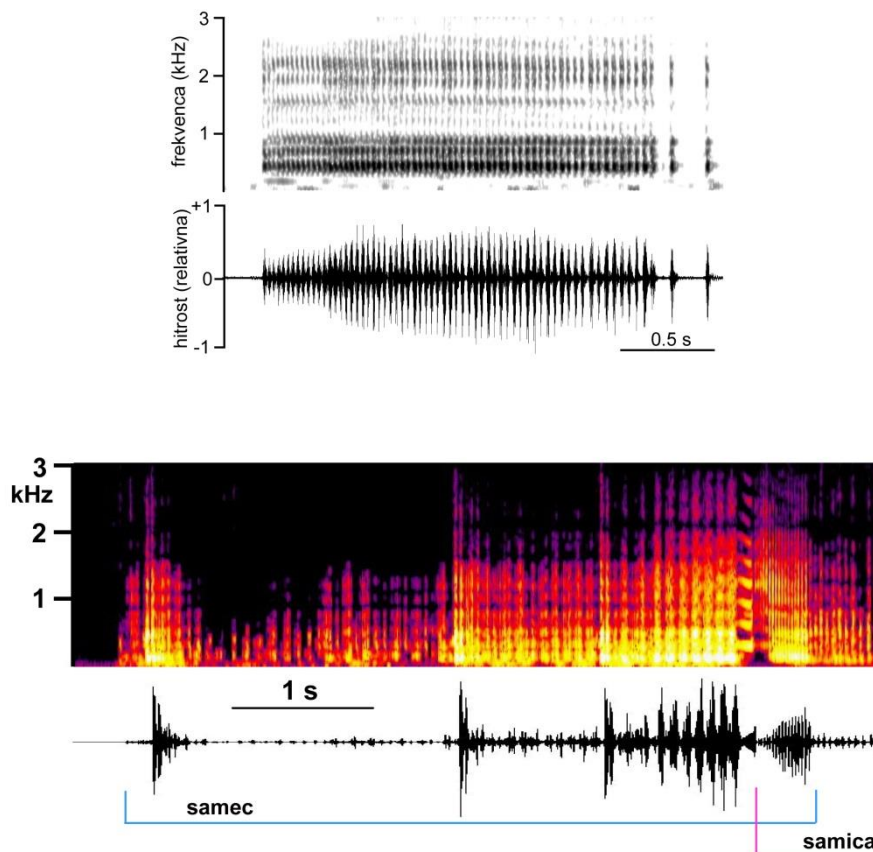 3
2
1
frekvenca (kHz)
+1
0
-1
hitrost (relativna)
0.5 s
3
kHz
2
1
1 s
samec
samica